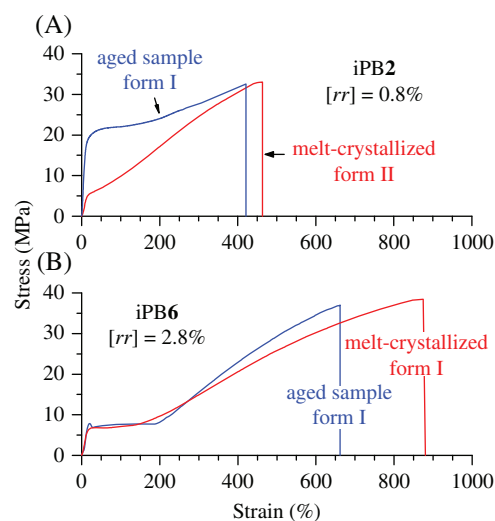 (A)
iPB2
[rr] = 0.8%
aged sample
form I
melt-crystallized
form II
40
30
20
10
0
0 200 400 600 800 1000
Stress (MPa)
(B)
iPB6
[rr] = 2.8%
melt-crystallized
form I
aged sample
form I
40
30
20
10
0
0 200 400 600 800 1000
Strain (%)